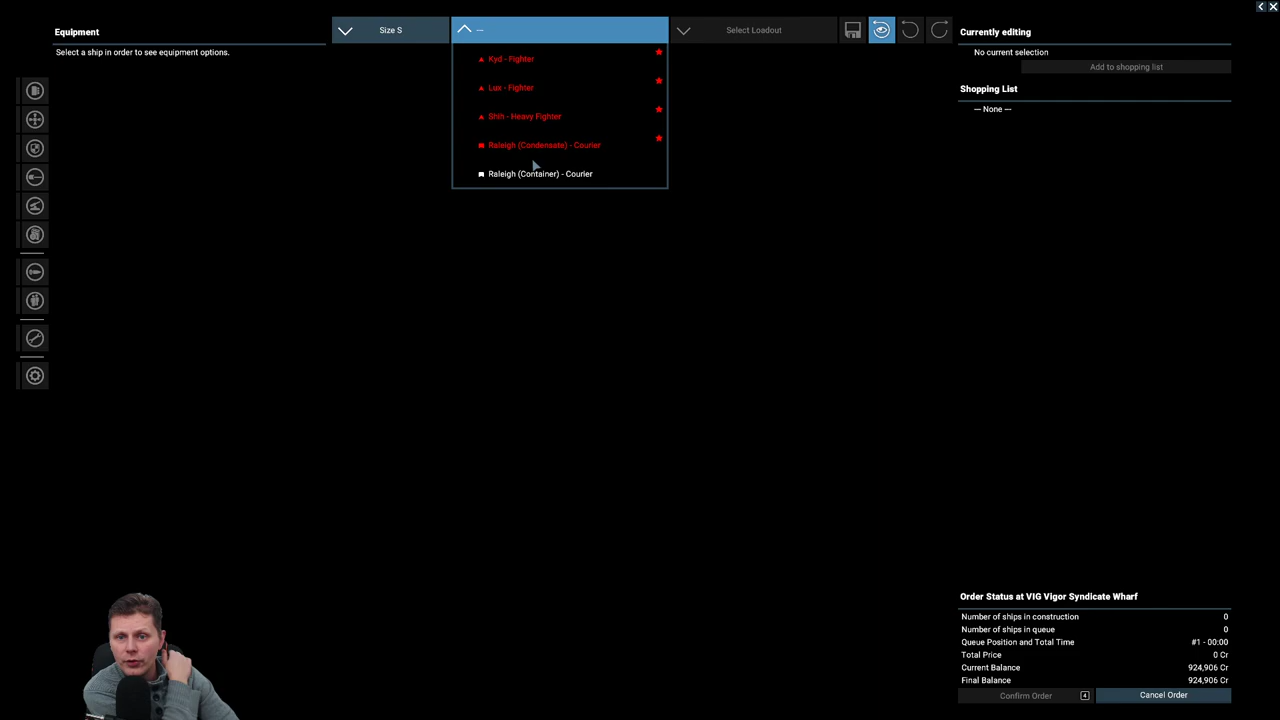 Equipment
Select a ship in order to see equipment options.
Size S
—
Select Loadout
Kyd - Fighter
Lux - Fighter
Shih - Heavy Fighter
Raleigh (Condensate) - Courier
Raleigh (Container) - Courier
Currently editing
No current selection
Add to shopping list
Shopping List
— None —
Order Status at VIG Vigor Syndicate Wharf
Number of ships in construction 0
Number of ships in queue 0
Queue Position and Total Time #1 - 00:00
Total Price 0 Cr
Current Balance 924,906 Cr
Final Balance 924,906 Cr
Confirm Order 4
Cancel Order